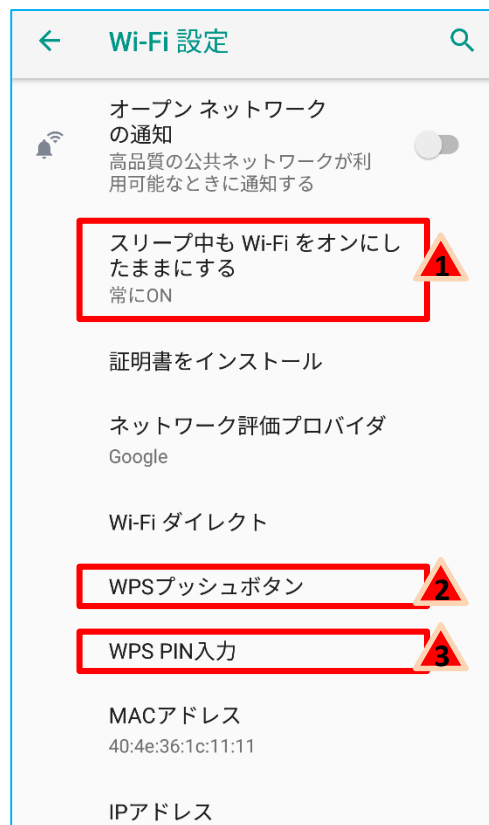 Wi-Fi 設定
オープン ネットワーク
の通知
高品質の公共ネットワークが利
用可能なときに通知する
スリープ中も Wi-Fi をオンにし
たままにする
1
常にON
証明書をインストール
ネットワーク評価プロバイダ
Google
Wi-Fi ダイレクト
WPSプッシュボタン
2
WPS PIN入力
3
MACアドレス
40:4e:36:1c:11:11
IPアドレス